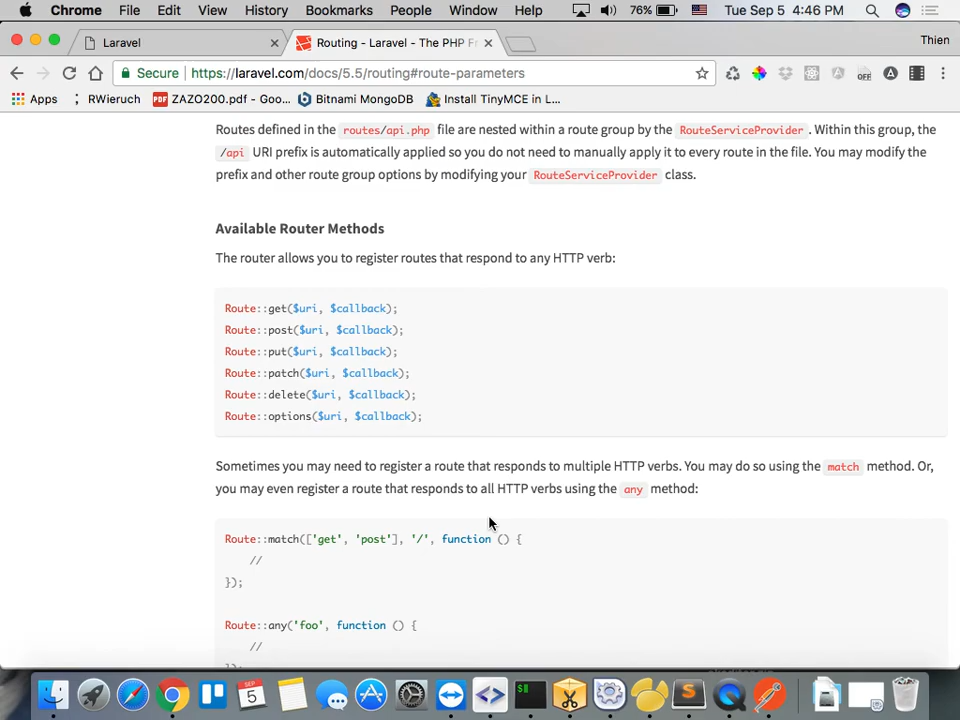 Chrome File Edit View History Bookmarks People Window Help 76% Tue Sep 5 4:46 PM
Laravel
Routing - Laravel - The PHP Fr
Thien
Secure https://laravel.com/docs/5.5/routing#route-parameters
OFF
Apps RWieruch ZAZO200.pdf - Goo... Bitnami MongoDB Install TinyMCE in L...
Routes defined in the routes/api.php file are nested within a route group by the RouteServiceProvider. Within this group, the
/api URI prefix is automatically applied so you do not need to manually apply it to every route in the file. You may modify the
prefix and other route group options by modifying your RouteServiceProvider class.
Available Router Methods
The router allows you to register routes that respond to any HTTP verb:
Route::get($uri, $callback);
Route::post($uri, $callback);
Route::put($uri, $callback);
Route::patch($uri, $callback);
Route::delete($uri, $callback);
Route::options($uri, $callback);
Sometimes you may need to register a route that responds to multiple HTTP verbs. You may do so using the match method. Or,
you may even register a route that responds to all HTTP verbs using the any method:
Route::match(['get', 'post'], '/', function () {
//
});
Route::any('foo', function () {
//